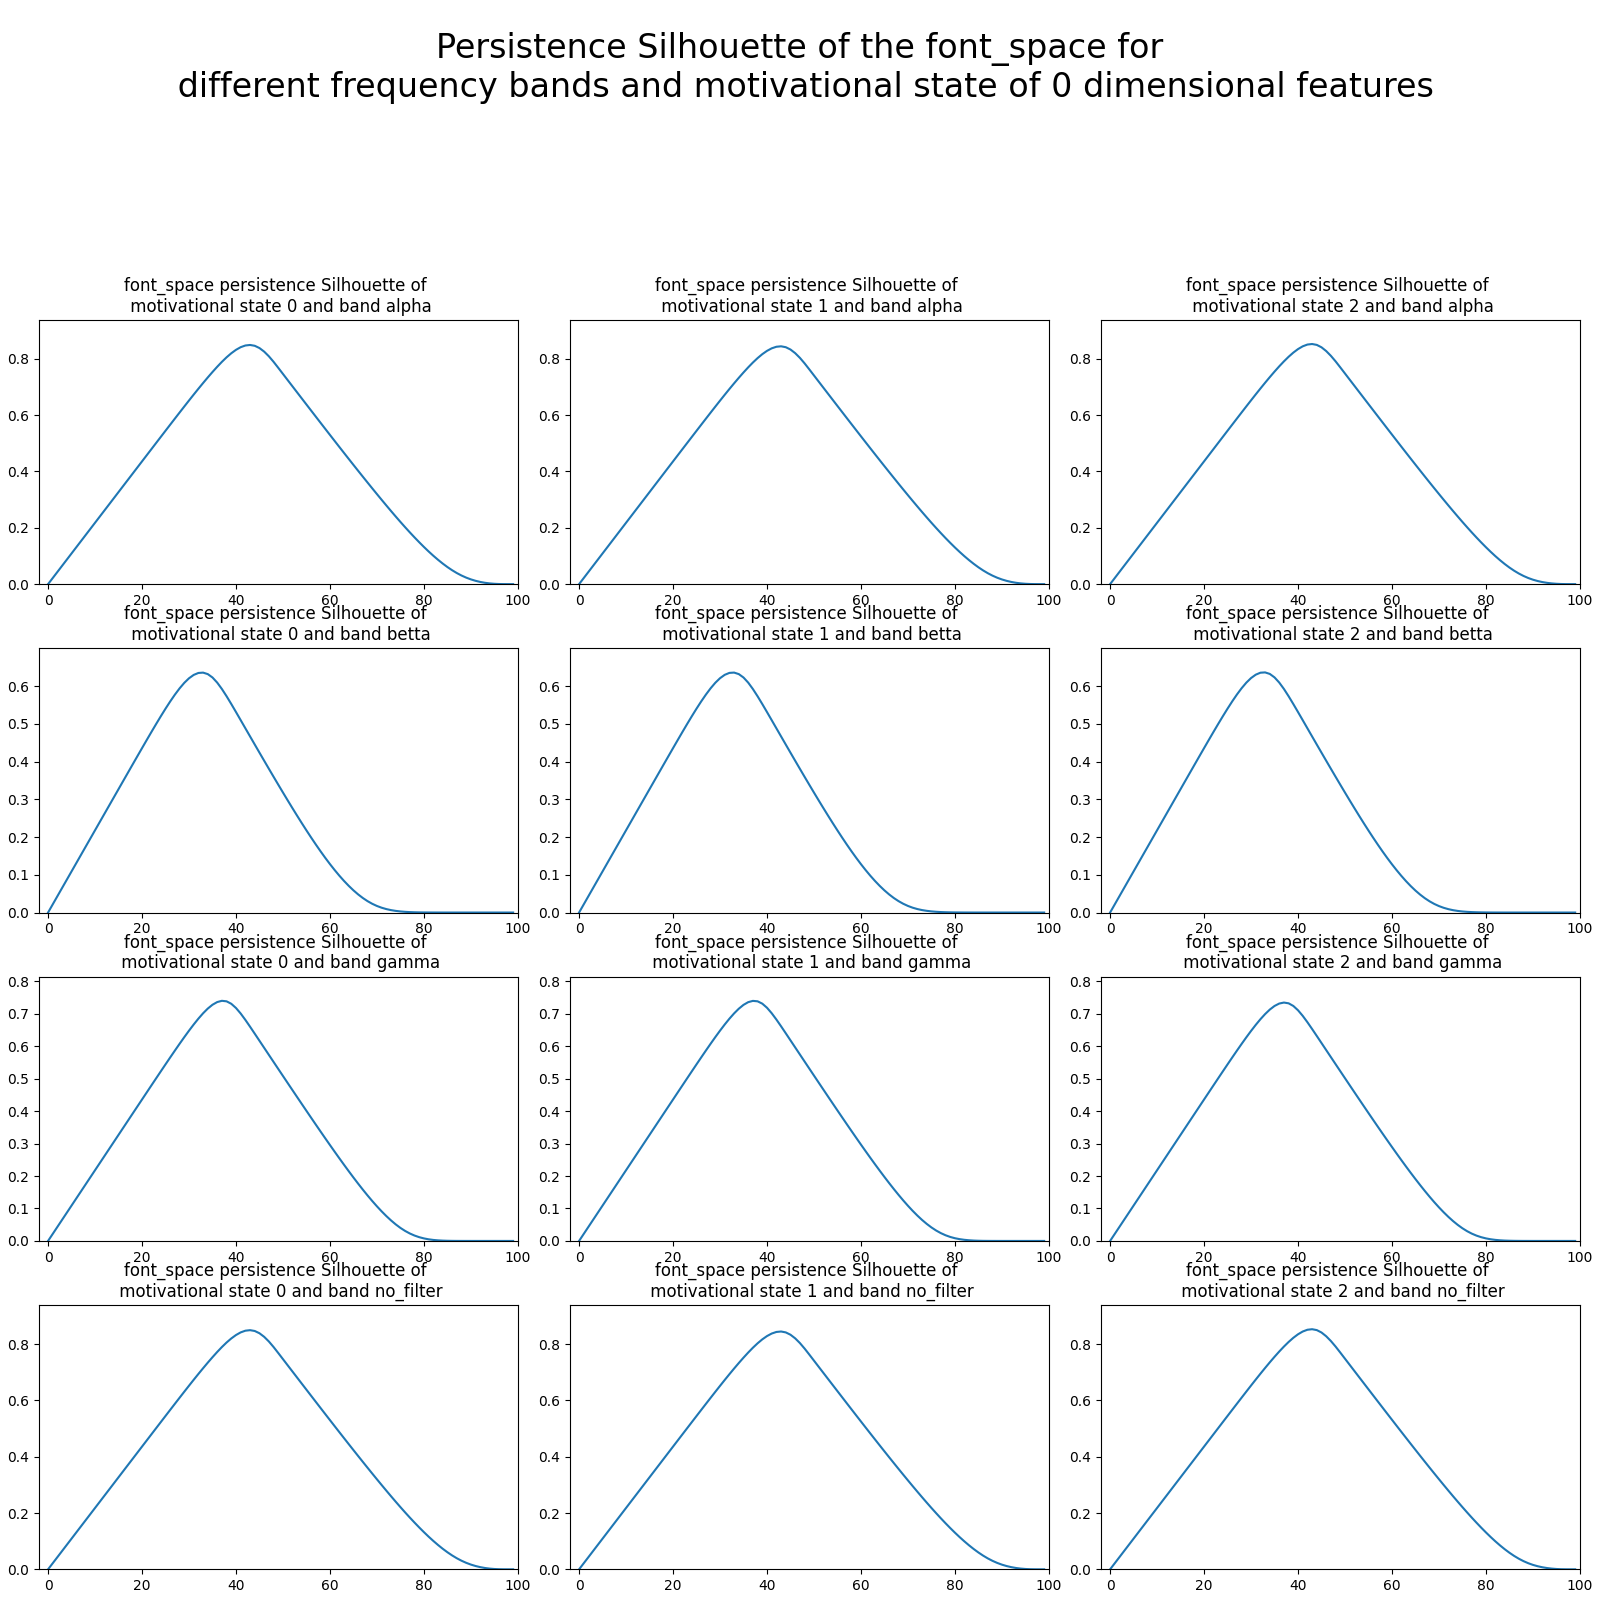 Persistence Silhouette of the font_space for
different frequency bands and motivational state of 0 dimensional features
font_space persistence Silhouette of
motivational state 0 and band alpha
0.8
0.6
0.4
0.2
0.0
0 20 40 60 80 100
font_space persistence Silhouette of
motivational state 1 and band alpha
0.8
0.6
0.4
0.2
0.0
0 20 40 60 80 100
font_space persistence Silhouette of
motivational state 2 and band alpha
0.8
0.6
0.4
0.2
0.0
0 20 40 60 80 100
font_space persistence Silhouette of
motivational state 0 and band betta
0.6
0.5
0.4
0.3
0.2
0.1
0.0
0 20 40 60 80 100
font_space persistence Silhouette of
motivational state 1 and band betta
0.6
0.5
0.4
0.3
0.2
0.1
0.0
0 20 40 60 80 100
font_space persistence Silhouette of
motivational state 2 and band betta
0.6
0.5
0.4
0.3
0.2
0.1
0.0
0 20 40 60 80 100
font_space persistence Silhouette of
motivational state 0 and band gamma
0.8
0.7
0.6
0.5
0.4
0.3
0.2
0.1
0.0
0 20 40 60 80 100
font_space persistence Silhouette of
motivational state 1 and band gamma
0.8
0.7
0.6
0.5
0.4
0.3
0.2
0.1
0.0
0 20 40 60 80 100
font_space persistence Silhouette of
motivational state 2 and band gamma
0.8
0.7
0.6
0.5
0.4
0.3
0.2
0.1
0.0
0 20 40 60 80 100
font_space persistence Silhouette of
motivational state 0 and band no_filter
0.8
0.6
0.4
0.2
0.0
0 20 40 60 80 100
font_space persistence Silhouette of
motivational state 1 and band no_filter
0.8
0.6
0.4
0.2
0.0
0 20 40 60 80 100
font_space persistence Silhouette of
motivational state 2 and band no_filter
0.8
0.6
0.4
0.2
0.0
0 20 40 60 80 100